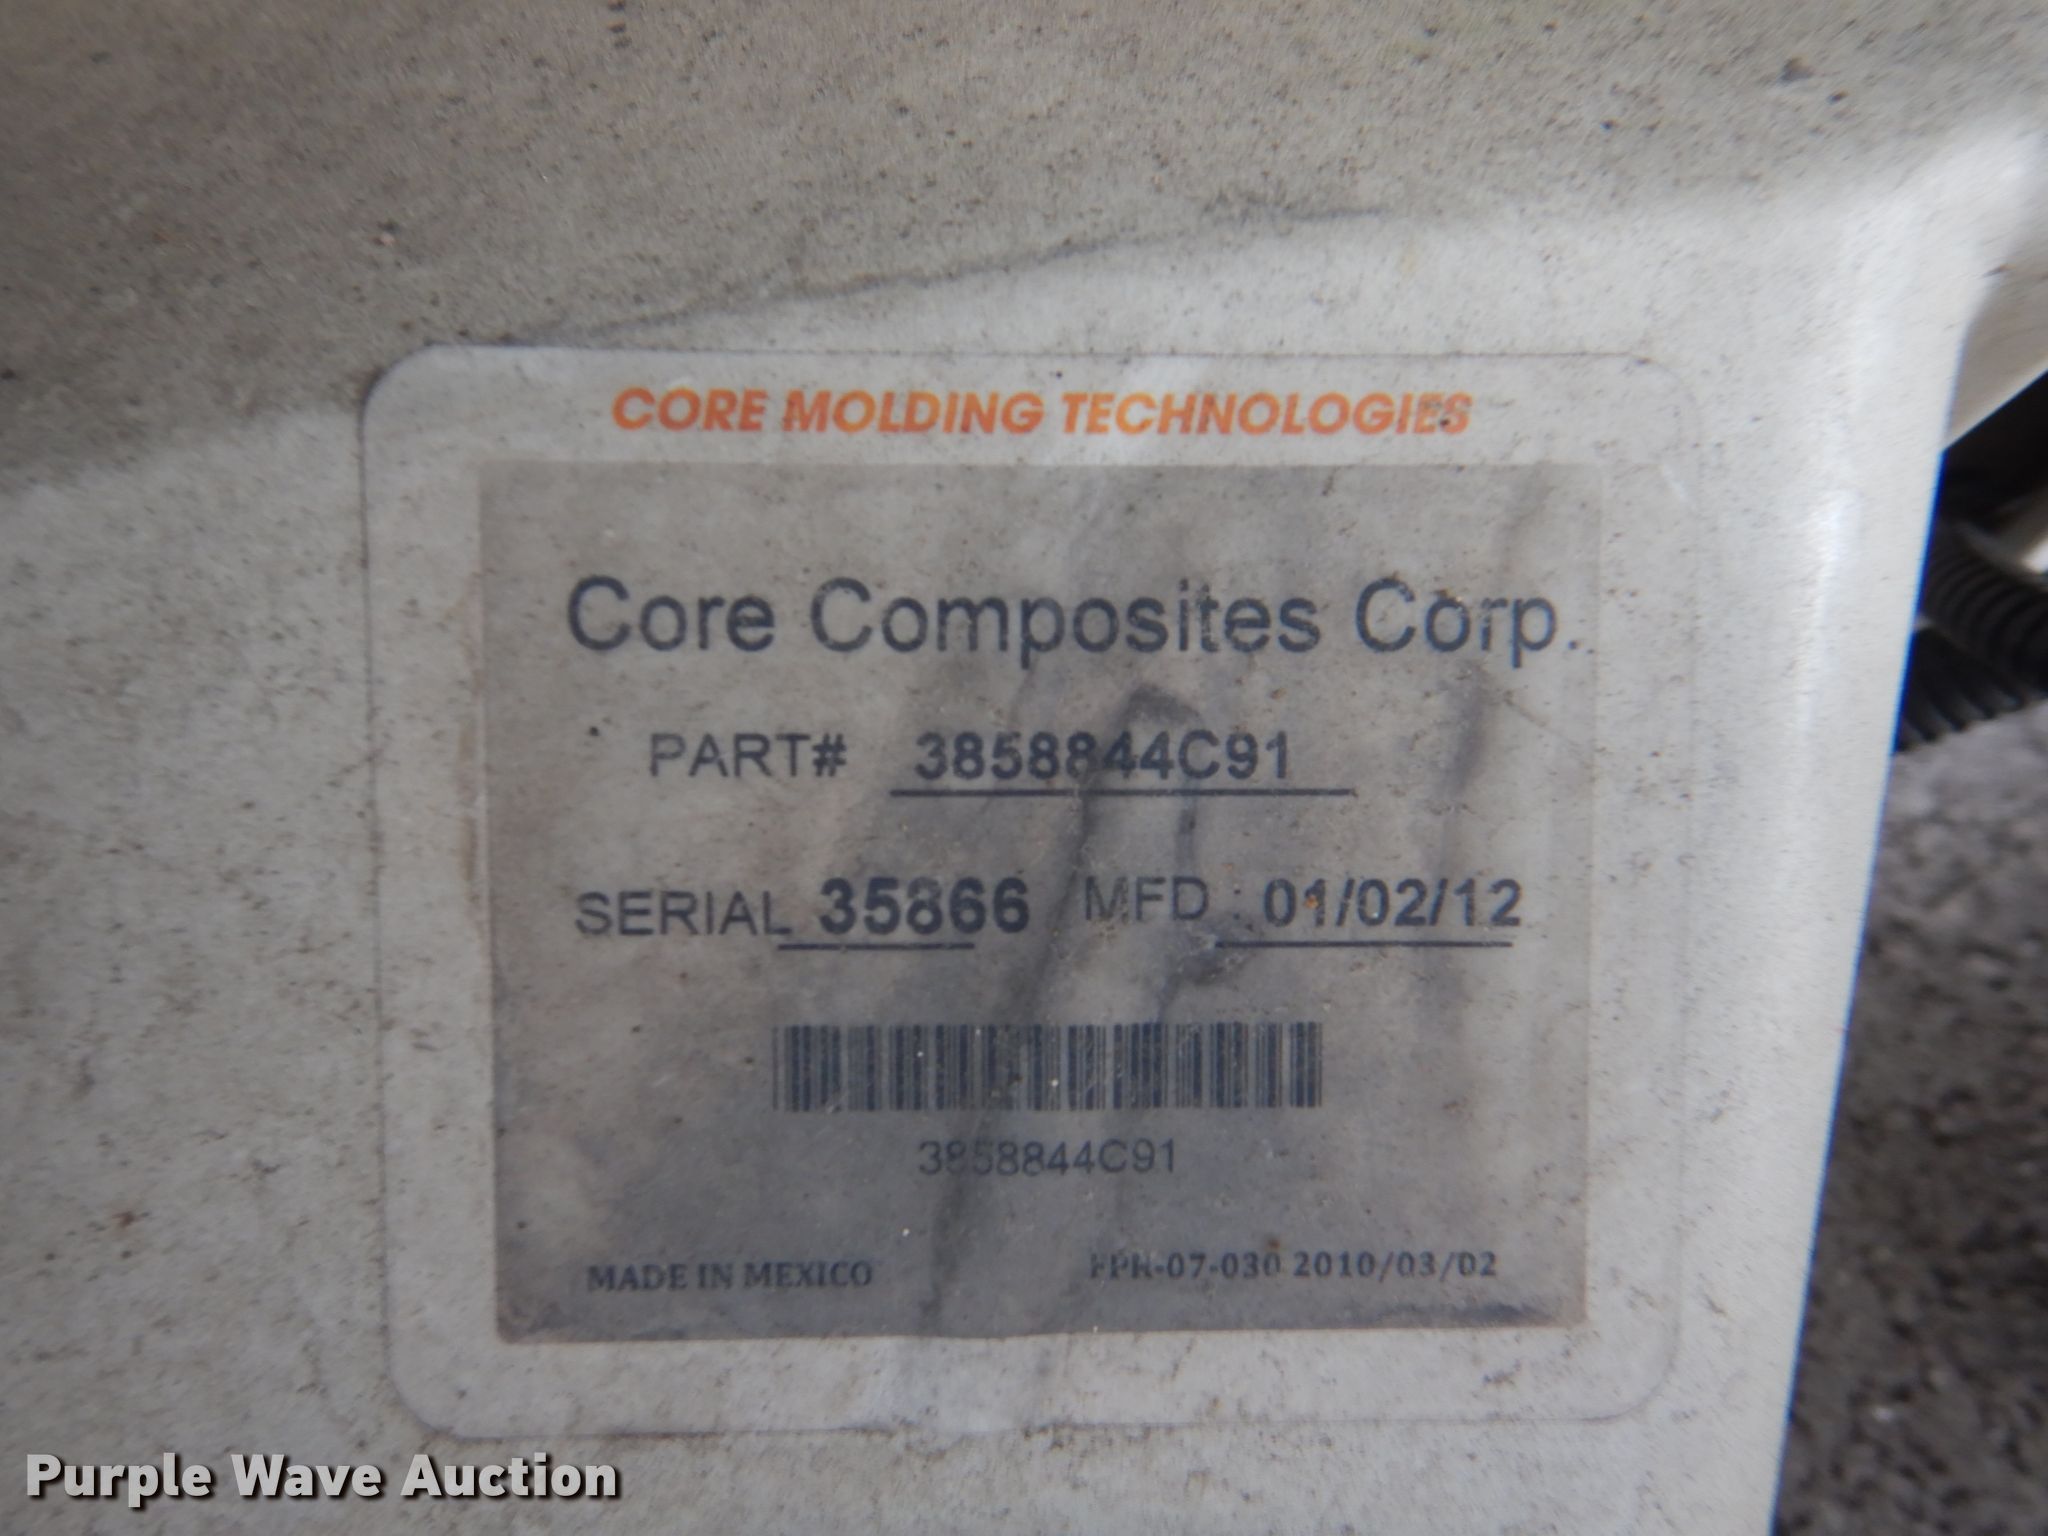 CORE MOLDING TECHNOLOGIES
Core Composites Corp.
PART# 3858844C91
SERIAL 35866 MFD : 01/02/12
3858844C91
MADE IN MEXICO FPR-07-030 2010/03/02
Purple Wave Auction